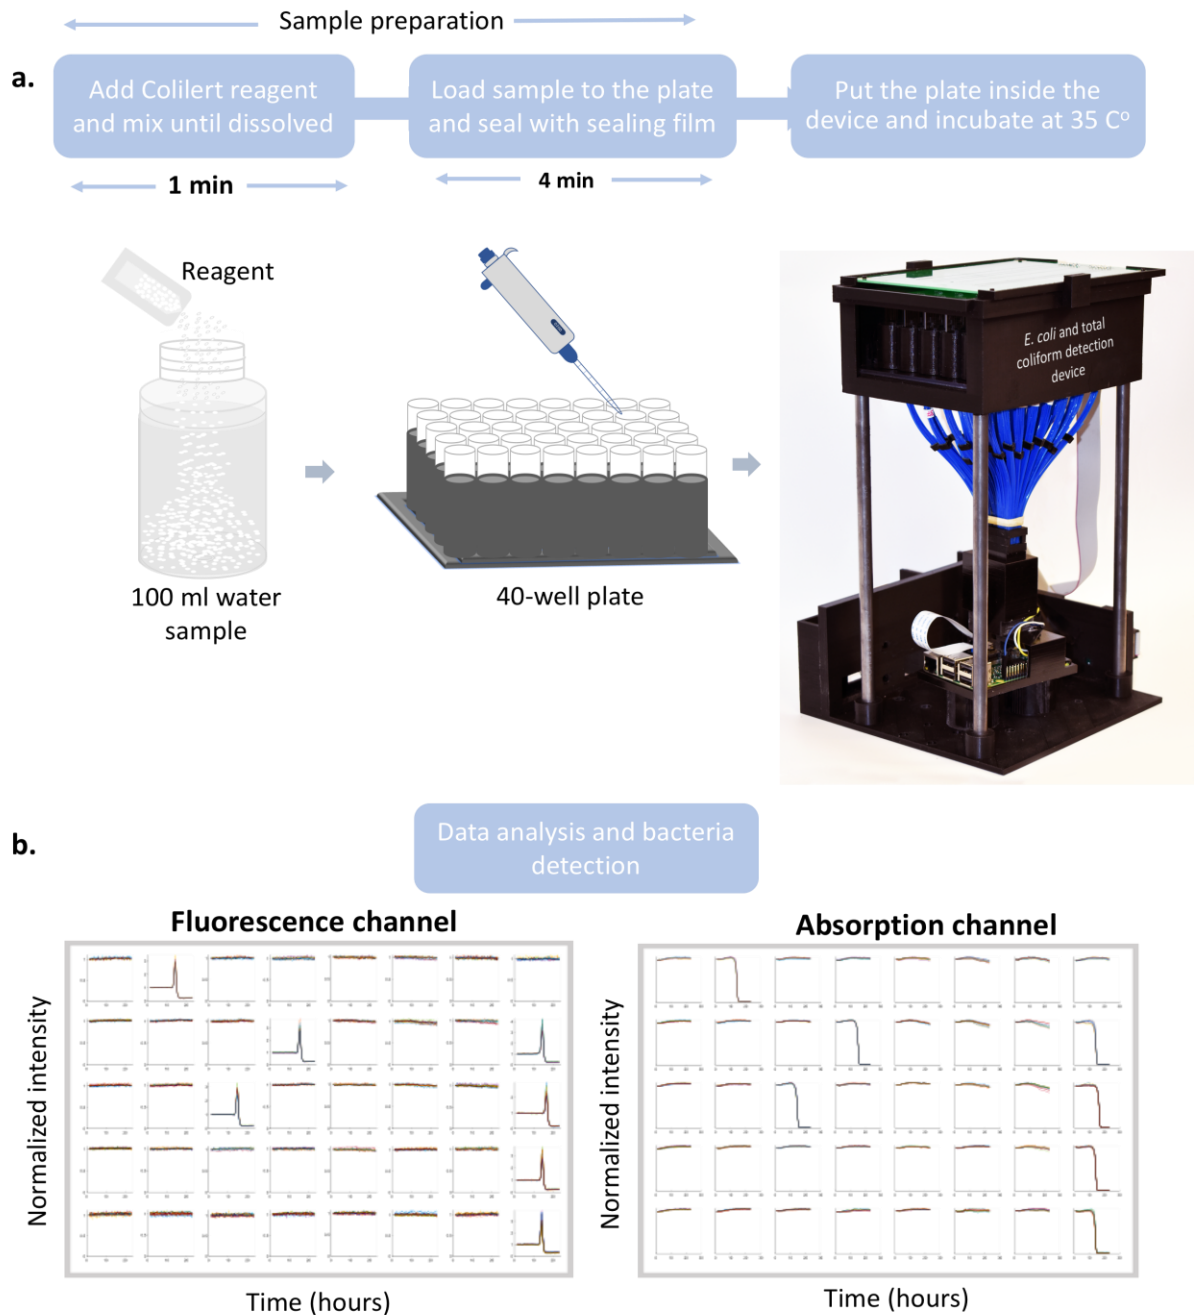 Sample preparation
a.
Add Colilert reagent
and mix until dissolved
Load sample to the plate
and seal with sealing film
Put the plate inside the
device and incubate at 35 Cº
1 min
4 min
Reagent
E. coli and total
coliform detection
device
100 ml water
sample
40-well plate
b.
Data analysis and bacteria
detection
Fluorescence channel
Absorption channel
Normalized intensity
Normalized intensity
Time (hours)
Time (hours)